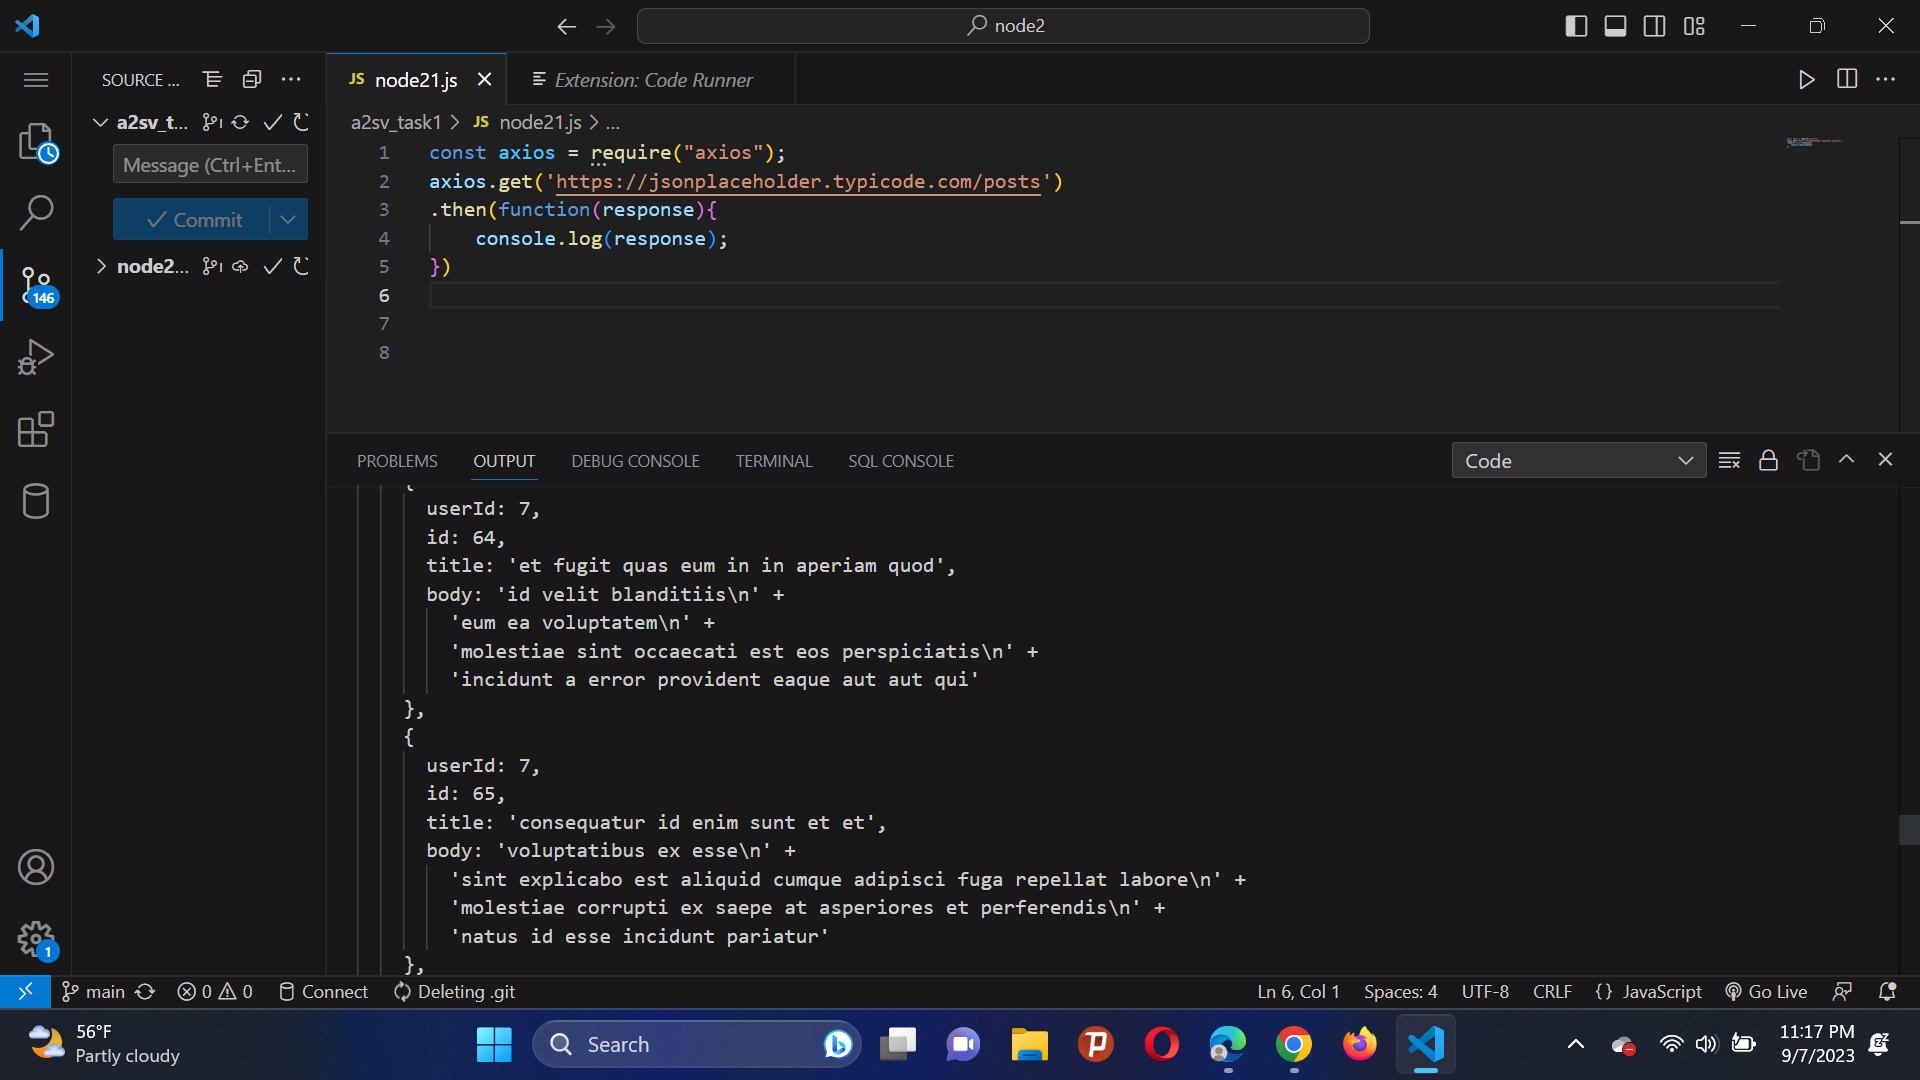 node2
SOURCE ...
JS node21.js
Extension: Code Runner
a2sv_t...
Message (Ctrl+Ent...
Commit
node2...
146
1
a2sv_task1 > JS node21.js > ...
1 const axios = require("axios");
2 axios.get('https://jsonplaceholder.typicode.com/posts')
3 .then(function(response){
4 console.log(response);
5 })
6
7
8
PROBLEMS OUTPUT DEBUG CONSOLE TERMINAL SQL CONSOLE
Code
{
userId: 7,
id: 64,
title: 'et fugit quas eum in in aperiam quod',
body: 'id velit blanditiis\n' +
'eum ea voluptatem\n' +
'molestiae sint occaecati est eos perspiciatis\n' +
'incidunt a error provident eaque aut aut qui'
},
{
userId: 7,
id: 65,
title: 'consequatur id enim sunt et et',
body: 'voluptatibus ex esse\n' +
'sint explicabo est aliquid cumque adipisci fuga repellat labore\n' +
'molestiae corrupti ex saepe at asperiores et perferendis\n' +
'natus id esse incidunt pariatur'
},
main 0 0 Connect Deleting .git Ln 6, Col 1 Spaces: 4 UTF-8 CRLF {} JavaScript Go Live
56°F
Partly cloudy
Search
11:17 PM
9/7/2023